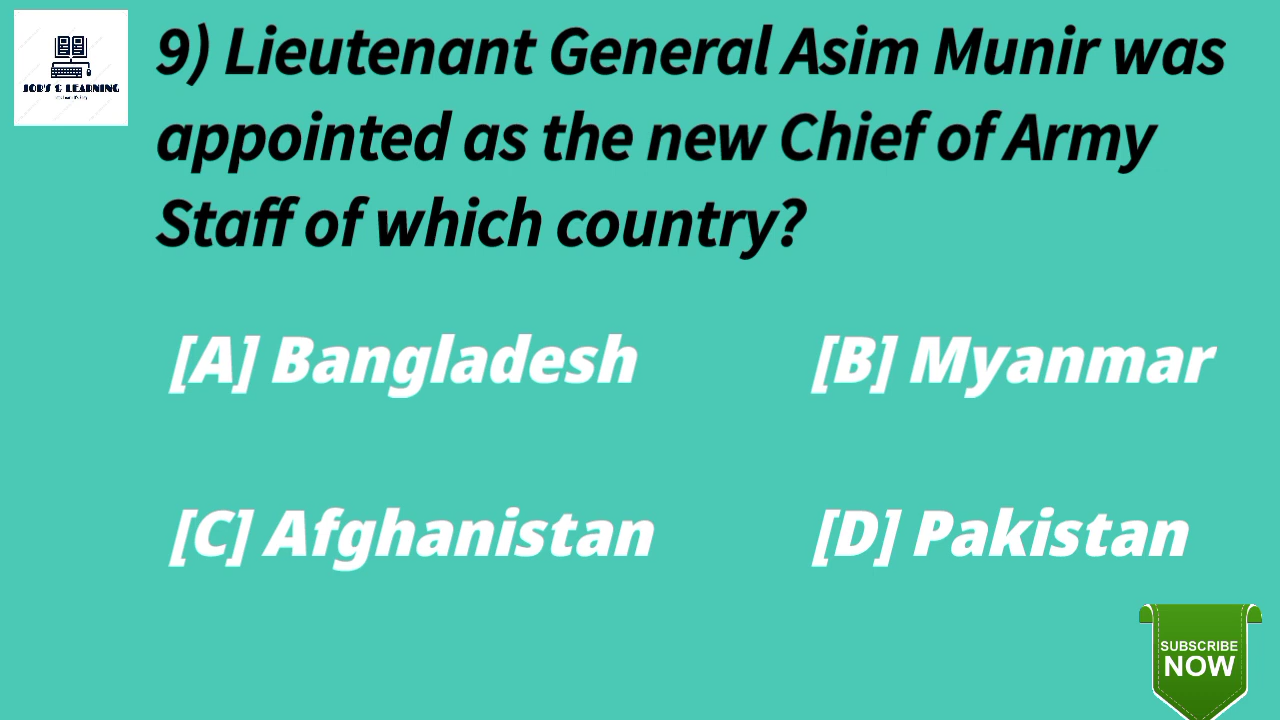 JOB'S & LEARNING
9) Lieutenant General Asim Munir was
appointed as the new Chief of Army
Staff of which country?
[A] Bangladesh
[B] Myanmar
[C] Afghanistan
[D] Pakistan
SUBSCRIBE
NOW